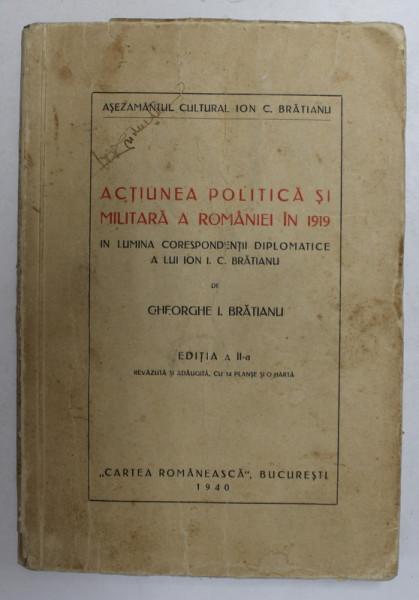 AȘEZĂMÂNTUL CULTURAL ION C. BRĂTIANU
ACȚIUNEA POLITICĂ ȘI
MILITARĂ A ROMÂNIEI ÎN 1919
IN LUMINA CORESPONDENȚII DIPLOMATICE
A LUI ION I. C. BRĂTIANU
DE
GHEORGHE I. BRĂTIANU
EDIȚIA A II-a
REVĂZUTĂ ȘI ADĂUGITĂ, CU 14 PLANȘE ȘI O HARTĂ
„CARTEA ROMÂNEASCĂ", BUCUREȘTI
1940